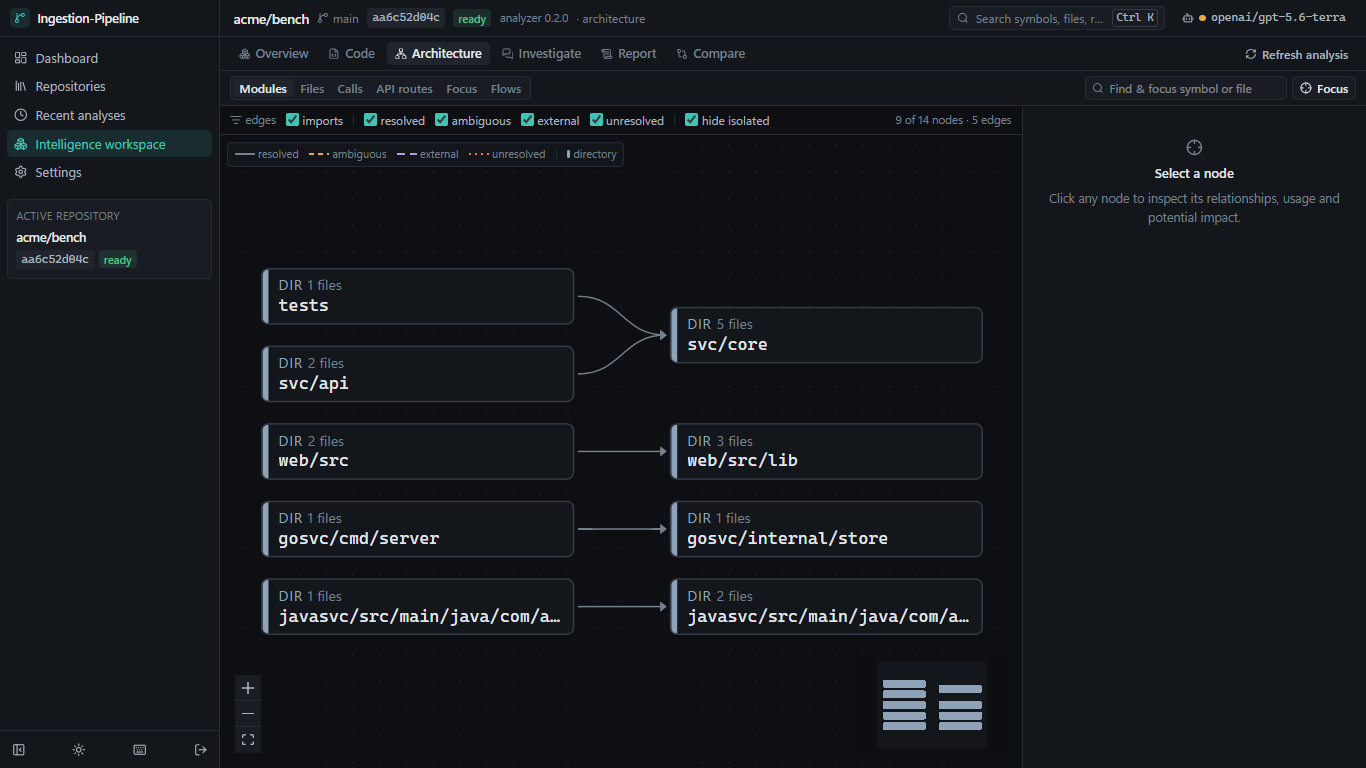 Ingestion-Pipeline
acme/bench main aa6c52d04c ready analyzer 0.2.0 · architecture
Search symbols, files, r... Ctrl K
openai/gpt-5.6-terra
Dashboard
Repositories
Recent analyses
Intelligence workspace
Settings
ACTIVE REPOSITORY
acme/bench
aa6c52d04c ready
Overview Code Architecture Investigate Report Compare
Refresh analysis
Modules Files Calls API routes Focus Flows
Find & focus symbol or file
Focus
edges imports resolved ambiguous external unresolved hide isolated
9 of 14 nodes · 5 edges
resolved ambiguous external unresolved directory
DIR 1 files
tests
DIR 5 files
svc/core
DIR 2 files
svc/api
DIR 2 files
web/src
DIR 3 files
web/src/lib
DIR 1 files
gosvc/cmd/server
DIR 1 files
gosvc/internal/store
DIR 1 files
javasvc/src/main/java/com/a…
DIR 2 files
javasvc/src/main/java/com/a…
Select a node
Click any node to inspect its relationships, usage and
potential impact.